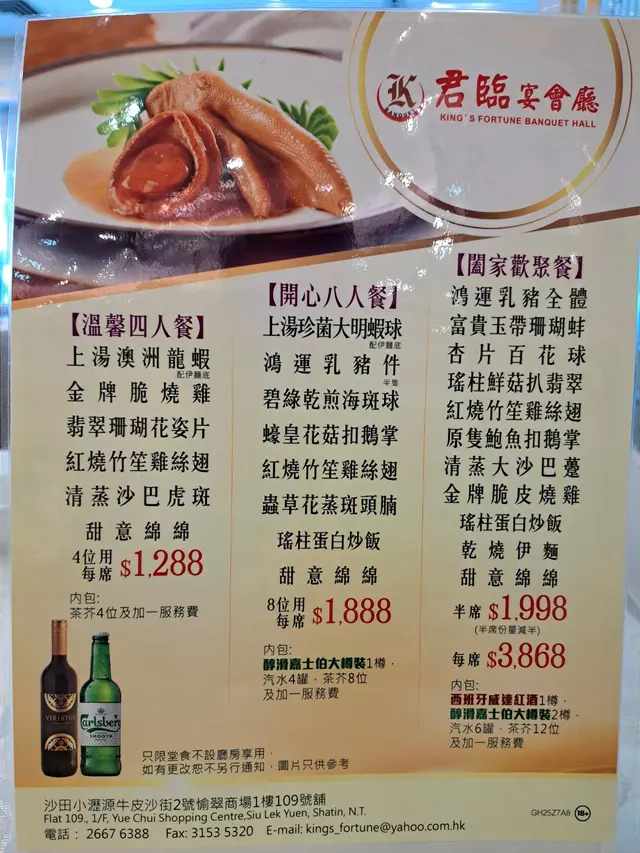 君臨宴會廳
KING'S FORTUNE BANQUET HALL
【溫馨四人餐】
上湯澳洲龍蝦
配伊麵底
金牌脆燒雞
翡翠珊瑚花姿片
紅燒竹笙雞絲翅
清蒸沙巴虎斑
甜意綿綿
4位用
每席 $1,288
內包:
茶芥4位及加一服務費
【開心八人餐】
上湯珍菌大明蝦球
配伊麵底
鴻運乳豬件
半隻
碧綠乾煎海斑球
蠔皇花菇扣鵝掌
紅燒竹笙雞絲翅
蟲草花蒸斑頭腩
瑤柱蛋白炒飯
甜意綿綿
8位用
每席 $1,888
內包:
醇滑嘉士伯大樽裝1樽，
汽水4罐，茶芥8位
及加一服務費
【闔家歡聚餐】
鴻運乳豬全體
富貴玉帶珊瑚蚌
杏片百花球
瑤柱鮮菇扒翡翠
紅燒竹笙雞絲翅
原隻鮑魚扣鵝掌
清蒸大沙巴躉
金牌脆皮燒雞
瑤柱蛋白炒飯
乾燒伊麵
甜意綿綿
半席 $1,998
(半席份量減半)
每席 $3,868
內包:
西班牙威達紅酒1樽，
醇滑嘉士伯大樽裝2樽，
汽水6罐，茶芥12位
及加一服務費
VERIATUS
Carlsberg
SMOOTH
只限堂食不設廳房享用，
如有更改恕不另行通知，圖片只供參考
沙田小瀝源牛皮沙街2號愉翠商場1樓109號舖
Flat 109., 1/F, Yue Chui Shopping Centre,Siu Lek Yuen, Shatin, N.T.
電話： 2667 6388 Fax: 3153 5320 E-mail: kings_fortune@yahoo.com.hk
GH25Z7A8 18+